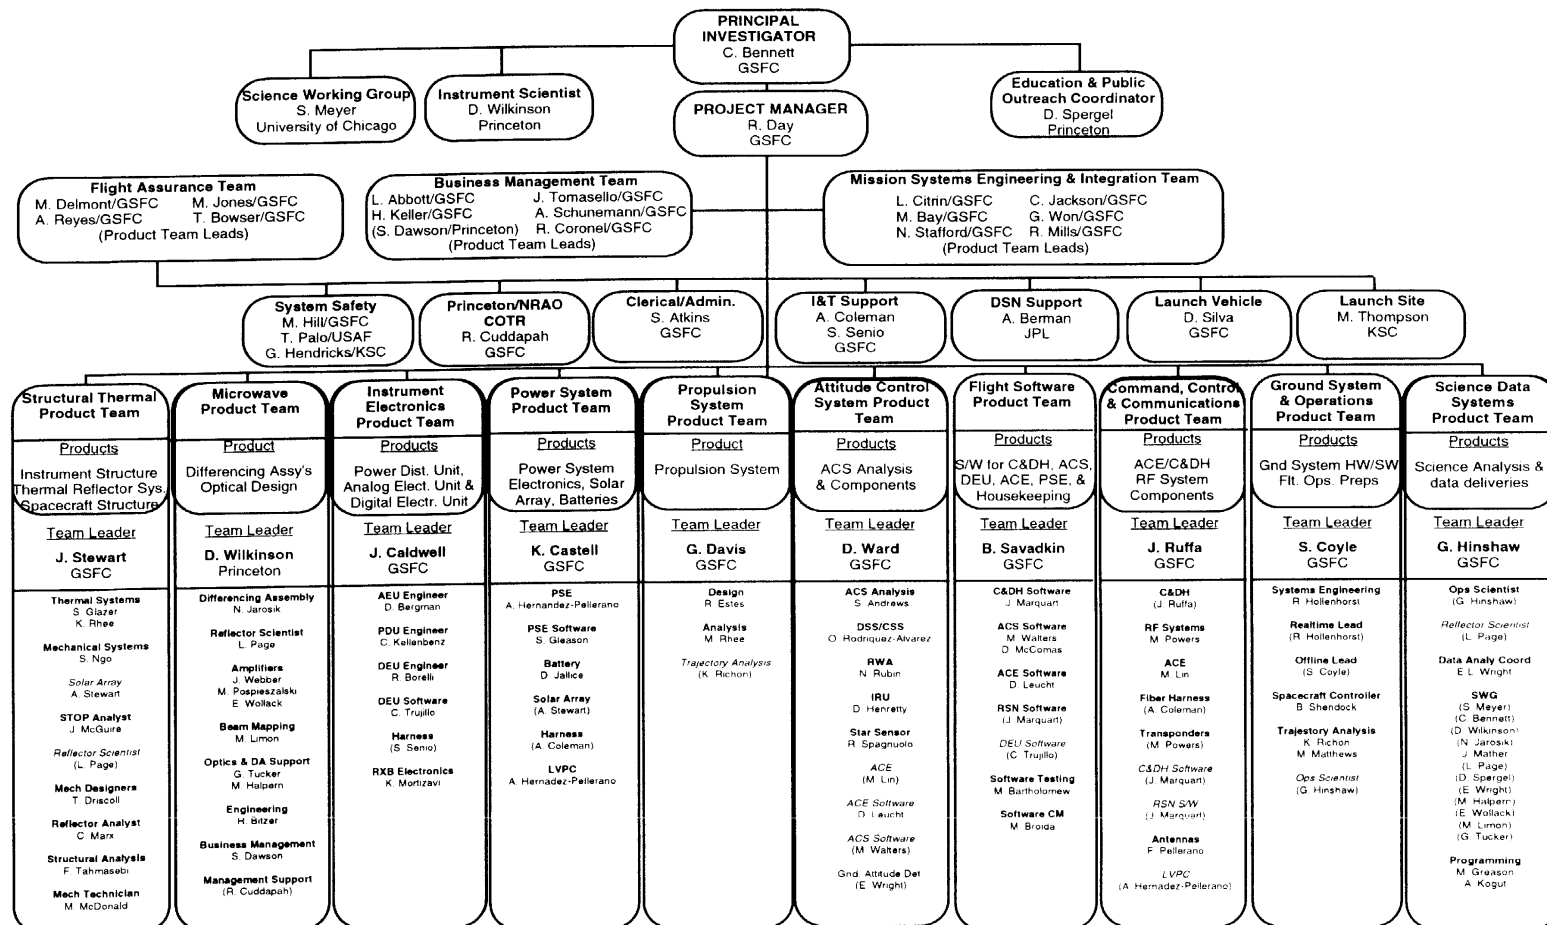 PRINCIPAL
INVESTIGATOR
C. Bennett
GSFC
Science Working Group
S. Meyer
University of Chicago
Instrument Scientist
D. Wilkinson
Princeton
PROJECT MANAGER
R. Day
GSFC
Education & Public
Outreach Coordinator
D. Spergel
Princeton
Flight Assurance Team
M. Delmont/GSFC M. Jones/GSFC
A. Reyes/GSFC T. Bowser/GSFC
(Product Team Leads)
Business Management Team
L. Abbott/GSFC J. Tomasello/GSFC
H. Keller/GSFC A. Schunemann/GSFC
(S. Dawson/Princeton) R. Coronel/GSFC
(Product Team Leads)
Mission Systems Engineering & Integration Team
L. Citrin/GSFC C. Jackson/GSFC
M. Bay/GSFC G. Won/GSFC
N. Stafford/GSFC R. Mills/GSFC
(Product Team Leads)
System Safety
M. Hill/GSFC
T. Palo/USAF
G. Hendricks/KSC
Princeton/NRAO
COTR
R. Cuddapah
GSFC
Clerical/Admin.
S. Atkins
GSFC
I&T Support
A. Coleman
S. Senio
GSFC
DSN Support
A. Berman
JPL
Launch Vehicle
D. Silva
GSFC
Launch Site
M. Thompson
KSC
Structural Thermal
Product Team
Products
Instrument Structure
Thermal Reflector Sys.
Spacecraft Structure
Team Leader
J. Stewart
GSFC
Thermal Systems
S. Glazer
K. Rhee
Mechanical Systems
S. Ngo
Solar Array
A. Stewart
STOP Analyst
J. McGuire
Reflector Scientist
(L. Page)
Mech Designers
T. Driscoll
Reflector Analyst
C. Marx
Structural Analysis
F. Tahmasebi
Mech Technician
M. McDonald
Microwave
Product Team
Product
Differencing Assy's
Optical Design
Team Leader
D. Wilkinson
Princeton
Differencing Assembly
N. Jarosik
Reflector Scientist
L. Page
Amplifiers
J. Webber
M. Pospieszalski
E. Wollack
Beam Mapping
M. Limon
Optics & DA Support
G. Tucker
M. Halpern
Engineering
R. Bitzer
Business Management
S. Dawson
Management Support
(R. Cuddapah)
Instrument
Electronics
Product Team
Products
Power Dist. Unit,
Analog Elect. Unit &
Digital Electr. Unit
Team Leader
J. Caldwell
GSFC
AEU Engineer
D. Bergman
PDU Engineer
C. Kellenbenz
DEU Engineer
R. Borelli
DEU Software
C. Trujillo
Harness
(S. Senio)
RXB Electronics
K. Mortizavi
Power System
Product Team
Products
Power System
Electronics, Solar
Array, Batteries
Team Leader
K. Castell
GSFC
PSE
A. Hernandez-Pellerano
PSE Software
S. Gleason
Battery
D. Jallice
Solar Array
(A. Stewart)
Harness
(A. Coleman)
LVPC
A. Hernadez-Pellerano
Propulsion
System
Product Team
Product
Propulsion System
Team Leader
G. Davis
GSFC
Design
R. Estes
Analysis
M. Rhee
Trajectory Analysis
(K. Richon)
Attitude Control
System Product
Team
Products
ACS Analysis
& Components
Team Leader
D. Ward
GSFC
ACS Analysis
S. Andrews
DSS/CSS
O. Rodriquez-Alvarez
RWA
N. Rubin
IRU
D. Henretty
Star Sensor
R. Spagnuolo
ACE
(M. Lin)
ACE Software
D. Leucht
ACS Software
(M. Walters)
Gnd. Attitude Det
(E. Wright)
Flight Software
Product Team
Products
S/W for C&DH, ACS,
DEU, ACE, PSE, &
Housekeeping
Team Leader
B. Savadkin
GSFC
C&DH Software
J. Marquart
ACS Software
M. Walters
D. McComas
ACE Software
D. Leucht
RSN Software
(J. Marquart)
DEU Software
(C. Trujillo)
Software Testing
M. Bartholomew
Software CM
M. Broida
Command, Control
& Communications
Product Team
Products
ACE/C&DH
RF System
Components
Team Leader
J. Ruffa
GSFC
C&DH
(J. Ruffa)
RF Systems
M. Powers
ACE
M. Lin
Fiber Harness
(A. Coleman)
Transponders
(M. Powers)
C&DH Software
(J. Marquart)
RSN S/W
(J. Marquart)
Antennas
F. Pellerano
LVPC
(A. Hernadez-Pellerano)
Ground System
& Operations
Product Team
Products
Gnd System HW/SW
Flt. Ops. Preps
Team Leader
S. Coyle
GSFC
Systems Engineering
R Hollenhorst
Realtime Lead
(R. Hollenhorst)
Offline Lead
(S. Coyle)
Spacecraft Controller
B. Shendock
Trajetory Analysis
K. Richon
M. Matthews
Ops Scientist
(G. Hinshaw)
Science Data
Systems
Product Team
Products
Science Analysis &
data deliveries
Team Leader
G. Hinshaw
GSFC
Ops Scientist
(G. Hinshaw)
Reflector Scientist
(L. Page)
Data Analy Coord
E L. Wright
SWG
(S. Meyer)
(C. Bennett)
(D. Wilkinson)
(N. Jarosik)
J. Mather
(L. Page)
(D. Spergel)
(E. Wright)
(M. Halpern)
(E. Wollack)
(M. Limon)
(G. Tucker)
Programming
M. Greason
A. Kogut